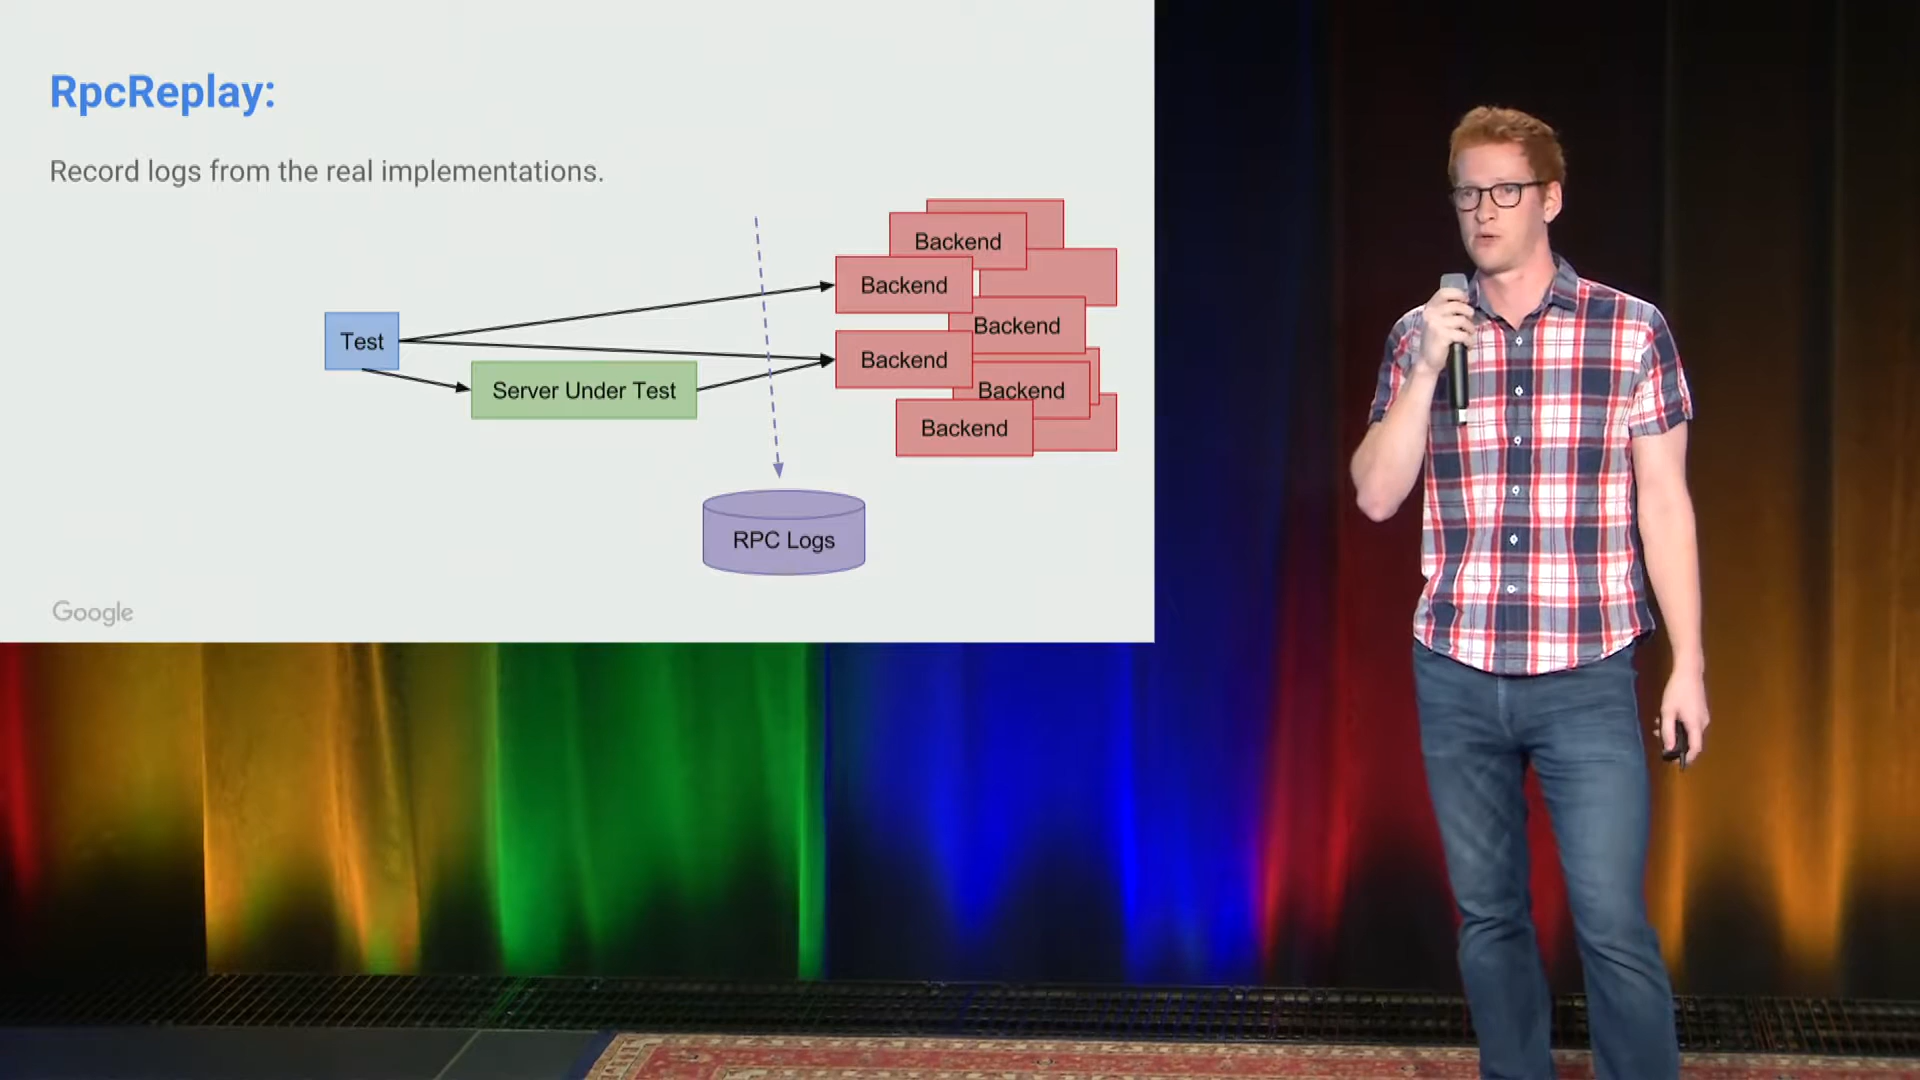 RpcReplay:
Record logs from the real implementations.
Backend
Backend
Backend
Test
Backend
Server Under Test
Backend
Backend
RPC Logs
Google